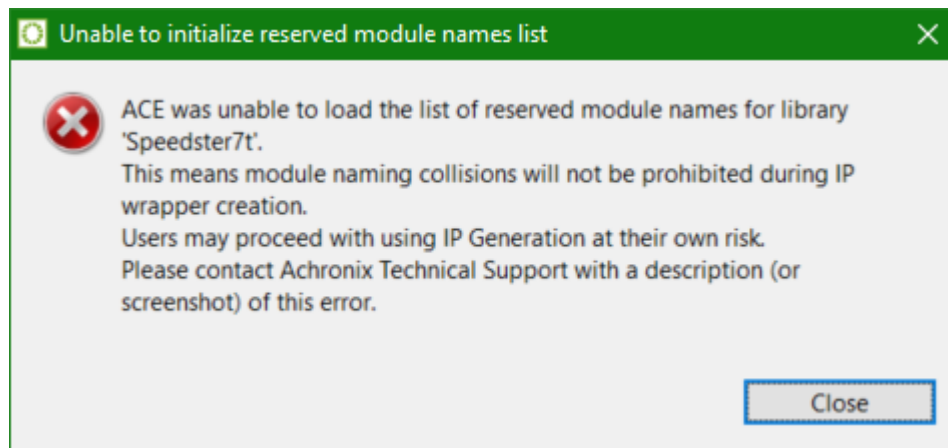 Unable to initialize reserved module names list
ACE was unable to load the list of reserved module names for library
'Speedster7t'.
This means module naming collisions will not be prohibited during IP
wrapper creation.
Users may proceed with using IP Generation at their own risk.
Please contact Achronix Technical Support with a description (or
screenshot) of this error.
Close